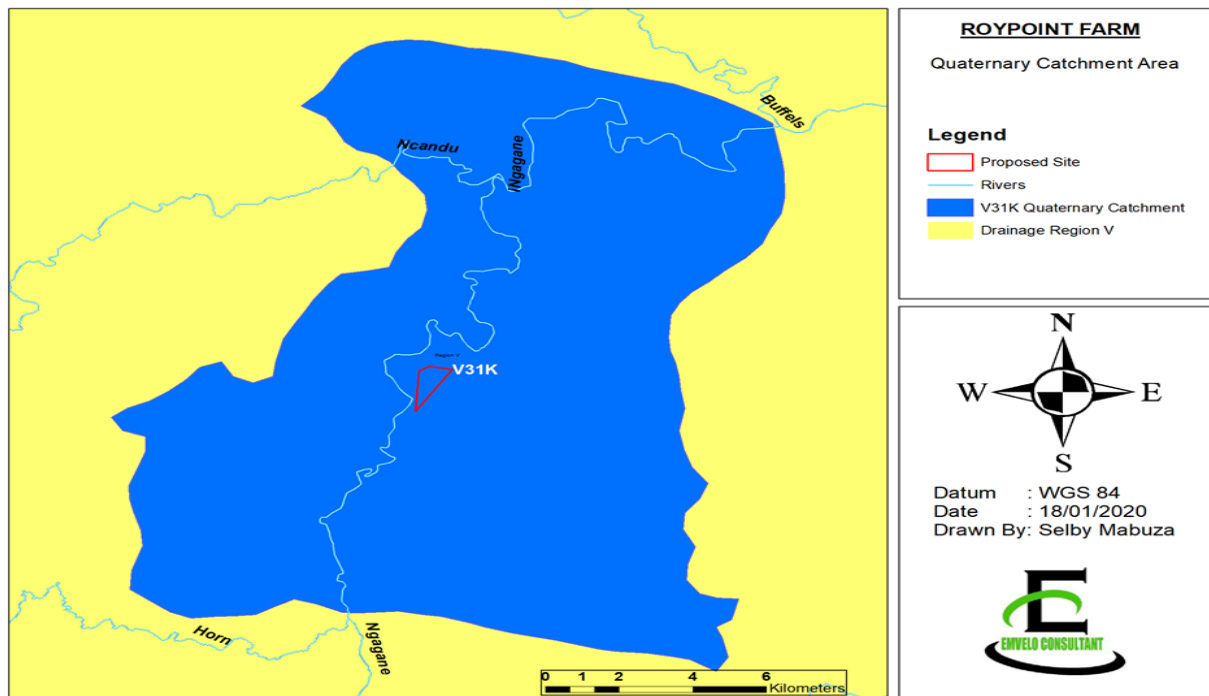 Buffels
Ncandu
INgagane
Region V
V31K
Horn
Ngagane
0 1 2 4 6
Kilometers
ROYPOINT FARM
Quaternary Catchment Area
Legend
Proposed Site
Rivers
V31K Quaternary Catchment
Drainage Region V
N
W E
S
Datum : WGS 84
Date : 18/01/2020
Drawn By: Selby Mabuza
E
EMVELO CONSULTANT